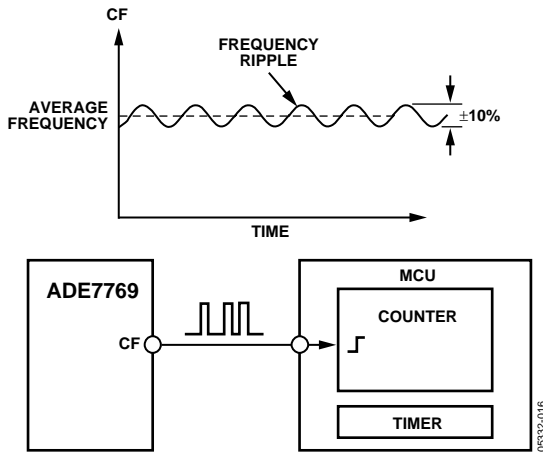 CF
FREQUENCY
RIPPLE
AVERAGE
FREQUENCY
±10%
TIME
ADE7769
CF
MCU
COUNTER
TIMER
05332-016